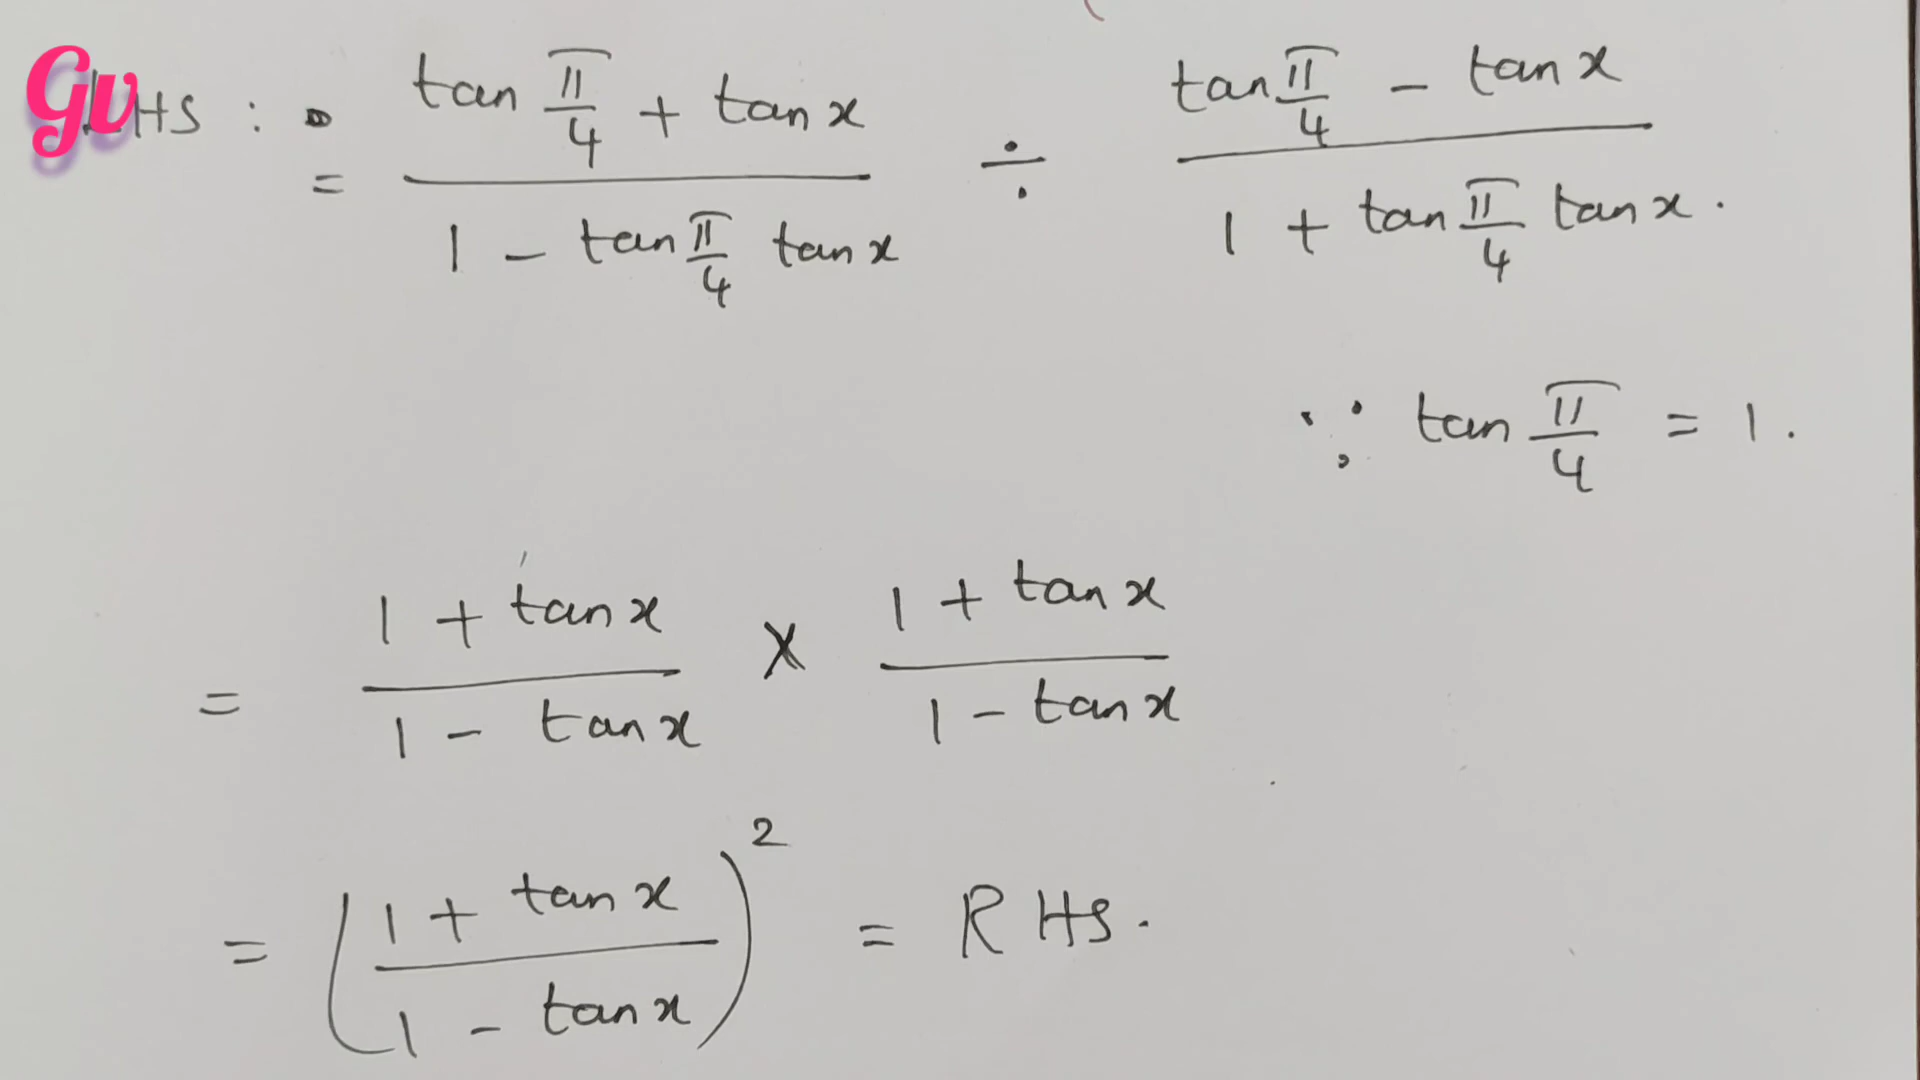 GV
LHS : = (tan π/4 + tan x)/(1 - tan π/4 tan x) ÷ (tan π/4 - tan x)/(1 + tan π/4 tan x).
∵ tan π/4 = 1.
= (1 + tan x)/(1 - tan x) × (1 + tan x)/(1 - tan x)
= ((1 + tan x)/(1 - tan x))² = RHS.